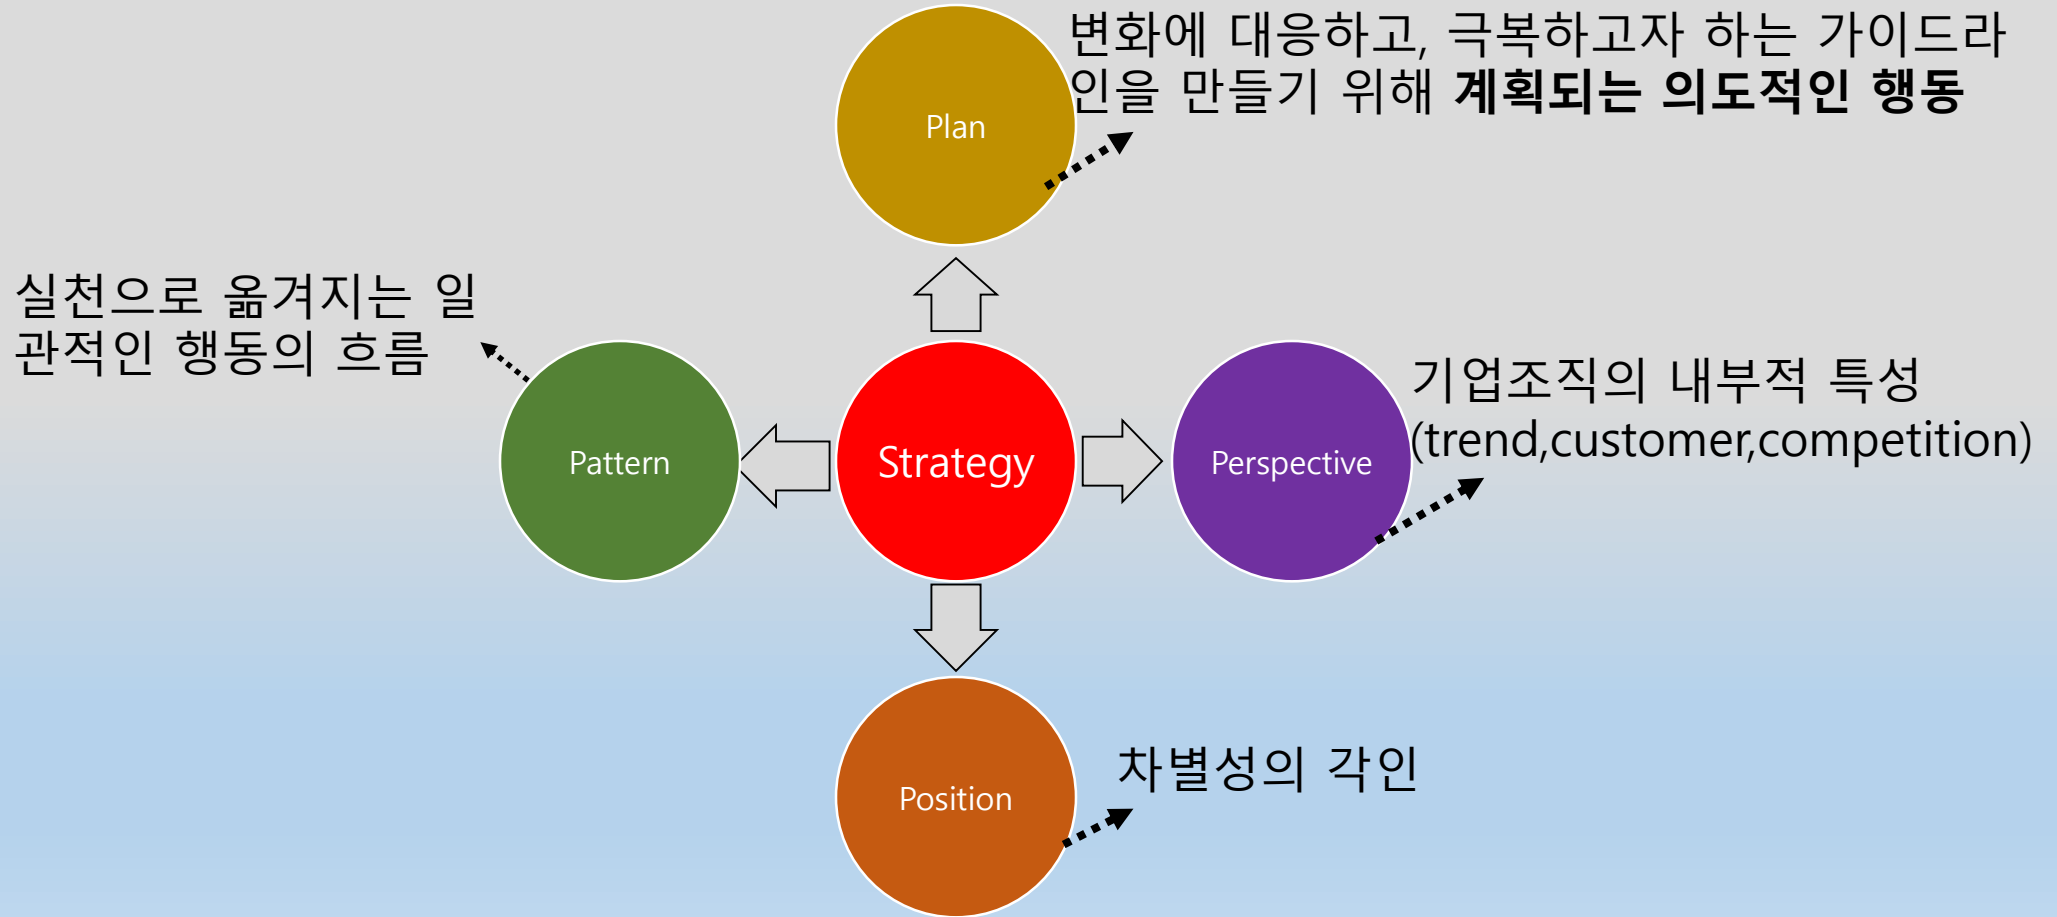 변화에 대응하고, 극복하고자 하는 가이드라
인을 만들기 위해 계획되는 의도적인 행동
Plan
실천으로 옮겨지는 일
관적인 행동의 흐름
기업조직의 내부적 특성
(trend,customer,competition)
Pattern
Strategy
Perspective
차별성의 각인
Position